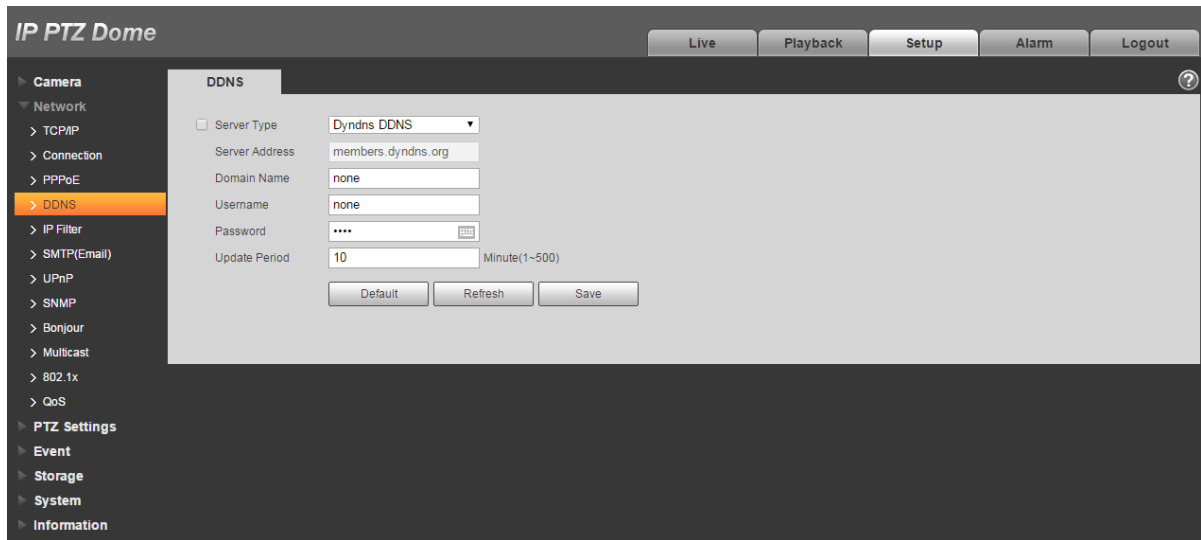 IP PTZ Dome
Live Playback Setup Alarm Logout
Camera
Network
TCP/IP
Connection
PPPoE
DDNS
IP Filter
SMTP(Email)
UPnP
SNMP
Bonjour
Multicast
802.1x
QoS
PTZ Settings
Event
Storage
System
Information
DDNS
?
Server Type Dyndns DDNS
Server Address members.dyndns.org
Domain Name none
Username none
Password ••••
Update Period 10 Minute(1~500)
Default Refresh Save